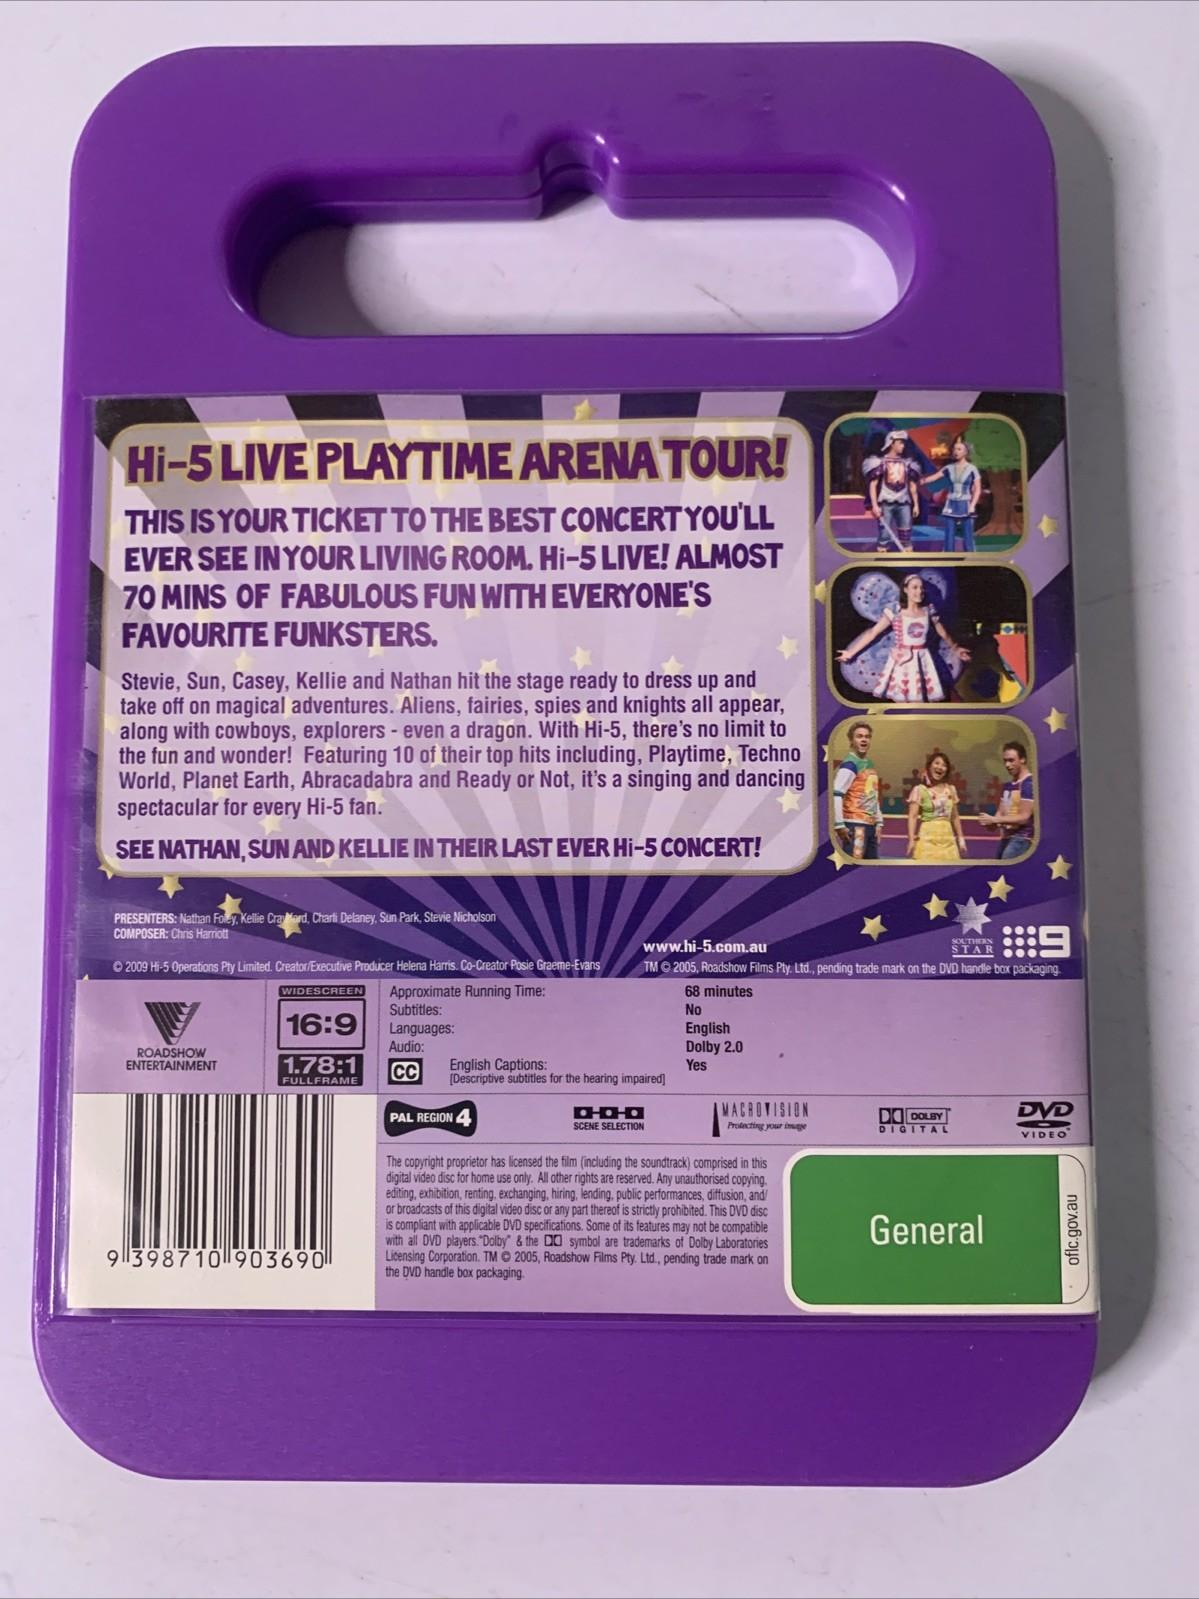 Hi-5 LIVE PLAYTIME ARENA TOUR!
THIS IS YOUR TICKET TO THE BEST CONCERT YOU'LL
EVER SEE IN YOUR LIVING ROOM. Hi-5 LIVE! ALMOST
70 MINS OF FABULOUS FUN WITH EVERYONE'S
FAVOURITE FUNKSTERS.
Stevie, Sun, Casey, Kellie and Nathan hit the stage ready to dress up and
take off on magical adventures. Aliens, fairies, spies and knights all appear,
along with cowboys, explorers - even a dragon. With Hi-5, there's no limit to
the fun and wonder! Featuring 10 of their top hits including, Playtime, Techno
World, Planet Earth, Abracadabra and Ready or Not, it's a singing and dancing
spectacular for every Hi-5 fan.
SEE NATHAN, SUN AND KELLIE IN THEIR LAST EVER Hi-5 CONCERT!
PRESENTERS: Nathan Foley, Kellie Crawford, Charli Delaney, Sun Park, Stevie Nicholson
COMPOSER: Chris Harriott
www.hi-5.com.au
SOUTHERN
STAR
9
© 2009 Hi-5 Operations Pty Limited. Creator/Executive Producer Helena Harris. Co-Creator Posie Graeme-Evans
TM © 2005, Roadshow Films Pty. Ltd., pending trade mark on the DVD handle box packaging.
ROADSHOW
ENTERTAINMENT
WIDESCREEN
16:9
1.78:1
FULLFRAME
Approximate Running Time: 68 minutes
Subtitles: No
Languages: English
Audio: Dolby 2.0
CC English Captions: Yes
[Descriptive subtitles for the hearing impaired]
PAL REGION 4
SCENE SELECTION
MACROVISION
Protecting your image
DOLBY
DIGITAL
DVD
VIDEO
9 398710 903690
The copyright proprietor has licensed the film (including the soundtrack) comprised in this
digital video disc for home use only. All other rights are reserved. Any unauthorised copying,
editing, exhibition, renting, exchanging, hiring, lending, public performances, diffusion, and/
or broadcasts of this digital video disc or any part thereof is strictly prohibited. This DVD disc
is compliant with applicable DVD specifications. Some of its features may not be compatible
with all DVD players. "Dolby" & the symbol are trademarks of Dolby Laboratories
Licensing Corporation. TM © 2005, Roadshow Films Pty. Ltd., pending trade mark on
the DVD handle box packaging.
General
oflc.gov.au